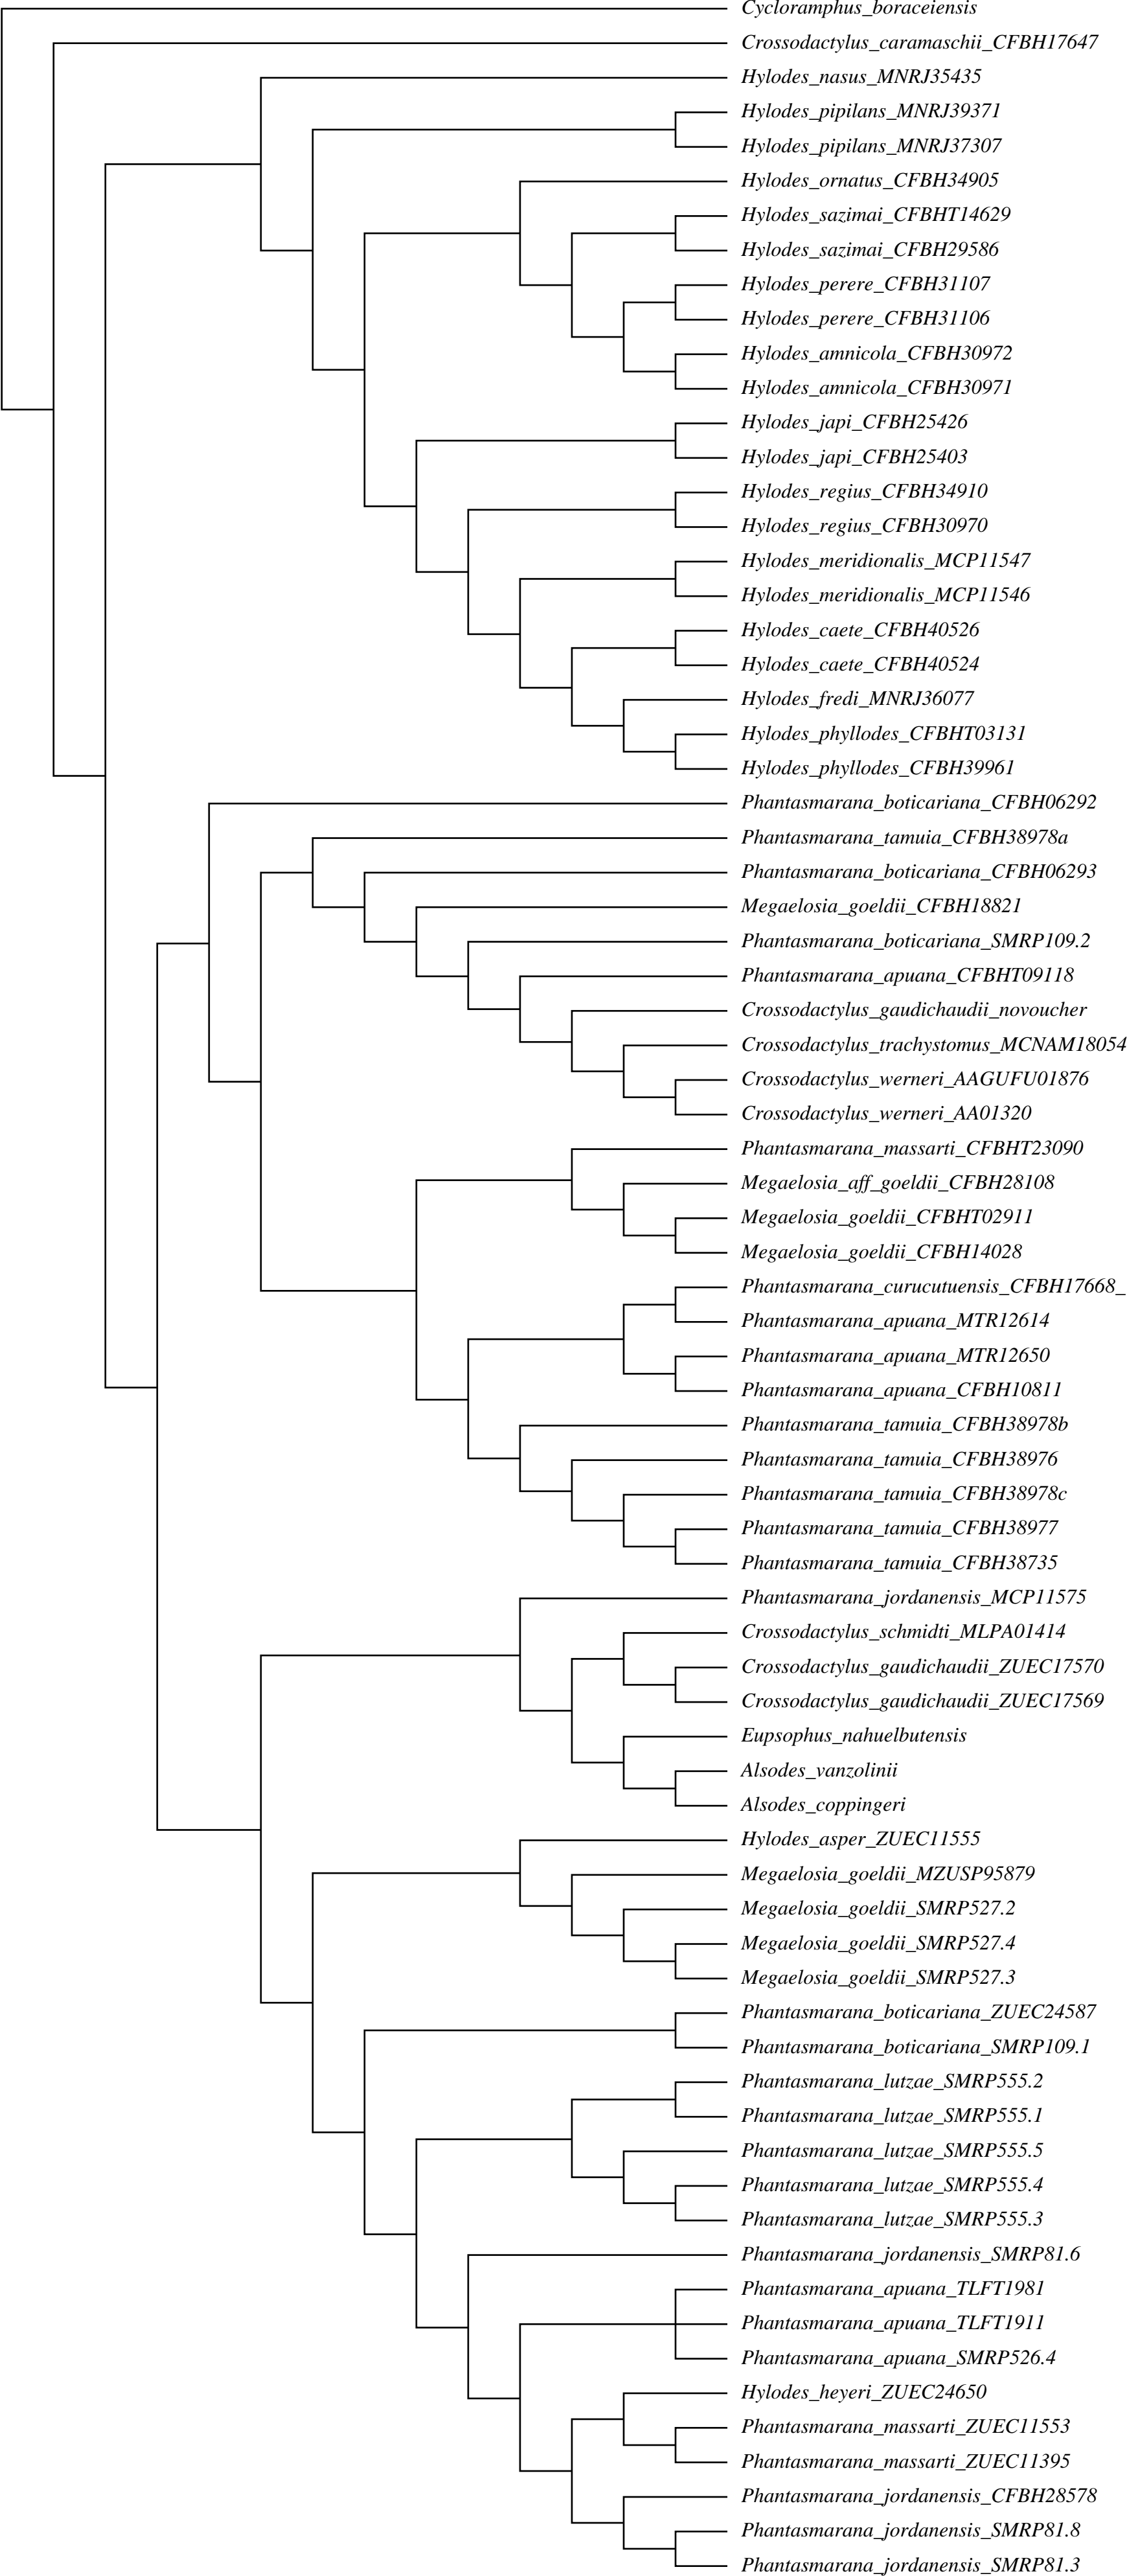 Cycloramphus_boraceiensis
Crossodactylus_caramaschii_CFBH17647
Hylodes_nasus_MNRJ35435
Hylodes_pipilans_MNRJ39371
Hylodes_pipilans_MNRJ37307
Hylodes_ornatus_CFBH34905
Hylodes_sazimai_CFBHT14629
Hylodes_sazimai_CFBH29586
Hylodes_perere_CFBH31107
Hylodes_perere_CFBH31106
Hylodes_amnicola_CFBH30972
Hylodes_amnicola_CFBH30971
Hylodes_japi_CFBH25426
Hylodes_japi_CFBH25403
Hylodes_regius_CFBH34910
Hylodes_regius_CFBH30970
Hylodes_meridionalis_MCP11547
Hylodes_meridionalis_MCP11546
Hylodes_caete_CFBH40526
Hylodes_caete_CFBH40524
Hylodes_fredi_MNRJ36077
Hylodes_phyllodes_CFBHT03131
Hylodes_phyllodes_CFBH39961
Phantasmarana_boticariana_CFBH06292
Phantasmarana_tamuia_CFBH38978a
Phantasmarana_boticariana_CFBH06293
Megaelosia_goeldii_CFBH18821
Phantasmarana_boticariana_SMRP109.2
Phantasmarana_apuana_CFBHT09118
Crossodactylus_gaudichaudii_novoucher
Crossodactylus_trachystomus_MCNAM18054
Crossodactylus_werneri_AAGUFU01876
Crossodactylus_werneri_AA01320
Phantasmarana_massarti_CFBHT23090
Megaelosia_aff_goeldii_CFBH28108
Megaelosia_goeldii_CFBHT02911
Megaelosia_goeldii_CFBH14028
Phantasmarana_curucutuensis_CFBH17668_
Phantasmarana_apuana_MTR12614
Phantasmarana_apuana_MTR12650
Phantasmarana_apuana_CFBH10811
Phantasmarana_tamuia_CFBH38978b
Phantasmarana_tamuia_CFBH38976
Phantasmarana_tamuia_CFBH38978c
Phantasmarana_tamuia_CFBH38977
Phantasmarana_tamuia_CFBH38735
Phantasmarana_jordanensis_MCP11575
Crossodactylus_schmidti_MLPA01414
Crossodactylus_gaudichaudii_ZUEC17570
Crossodactylus_gaudichaudii_ZUEC17569
Eupsophus_nahuelbutensis
Alsodes_vanzolinii
Alsodes_coppingeri
Hylodes_asper_ZUEC11555
Megaelosia_goeldii_MZUSP95879
Megaelosia_goeldii_SMRP527.2
Megaelosia_goeldii_SMRP527.4
Megaelosia_goeldii_SMRP527.3
Phantasmarana_boticariana_ZUEC24587
Phantasmarana_boticariana_SMRP109.1
Phantasmarana_lutzae_SMRP555.2
Phantasmarana_lutzae_SMRP555.1
Phantasmarana_lutzae_SMRP555.5
Phantasmarana_lutzae_SMRP555.4
Phantasmarana_lutzae_SMRP555.3
Phantasmarana_jordanensis_SMRP81.6
Phantasmarana_apuana_TLFT1981
Phantasmarana_apuana_TLFT1911
Phantasmarana_apuana_SMRP526.4
Hylodes_heyeri_ZUEC24650
Phantasmarana_massarti_ZUEC11553
Phantasmarana_massarti_ZUEC11395
Phantasmarana_jordanensis_CFBH28578
Phantasmarana_jordanensis_SMRP81.8
Phantasmarana_jordanensis_SMRP81.3